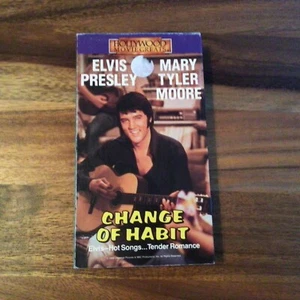 HOLLYWOOD
ELVIS MARY
PRESLEY TYLER
MOORE
CHANGE
OF HABIT
Elvis...Hot Songs...Tender Romance